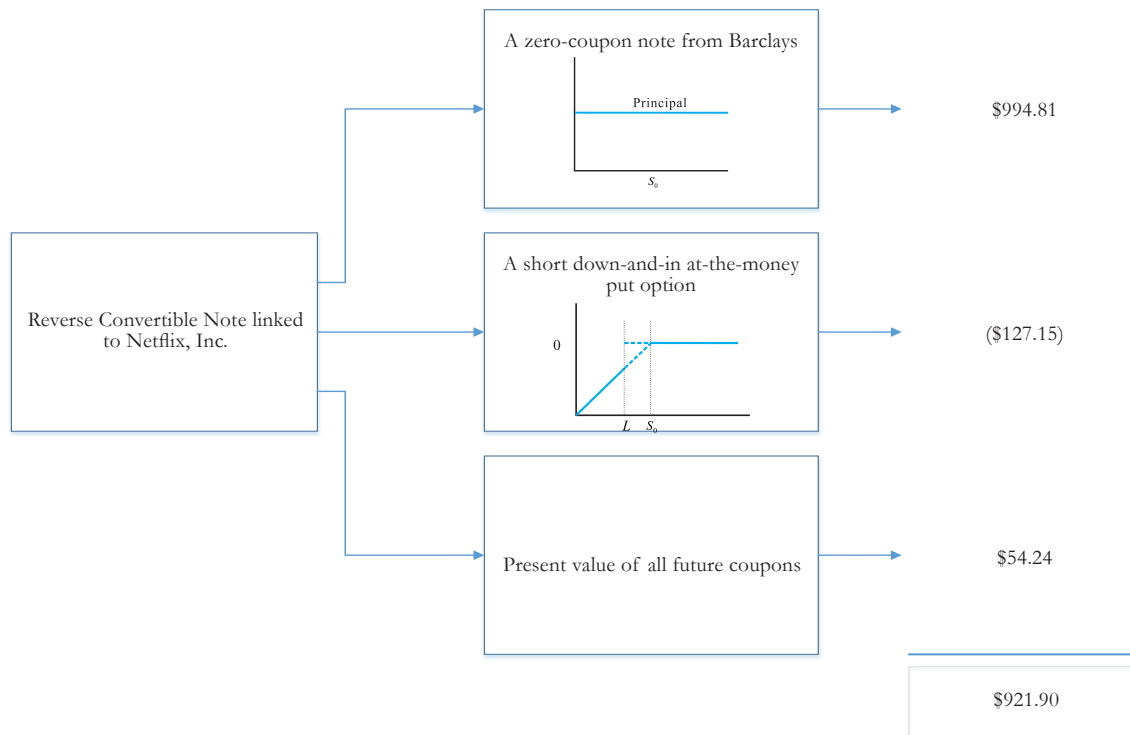 A zero-coupon note from Barclays
Principal
S₀
$994.81
Reverse Convertible Note linked
to Netflix, Inc.
A short down-and-in at-the-money
put option
0
L S₀
($127.15)
Present value of all future coupons
$54.24
$921.90